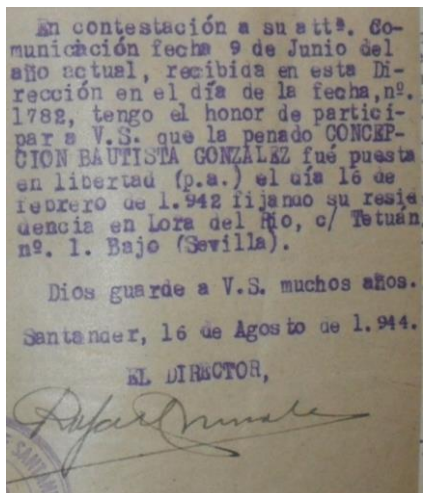 En contestación a su attª. Co-
municación fecha 9 de Junio del
año actual, recibida en esta Di-
rección en el día de la fecha,nº.
1782, tengo el honor de partici-
par a V.S. que la penado CONCEP-
CION BAUTISTA GONZÁLEZ fué puesta
en libertad (p.a.) el día 16 de
febrero de 1.942 fijando su resi
dencia en Lora del Río, c/ Tetuán,
nº. 1. Bajo (Sevilla).
Dios guarde a V.S. muchos años.
Santander, 16 de Agosto de 1.944.
EL DIRECTOR,
Rafael